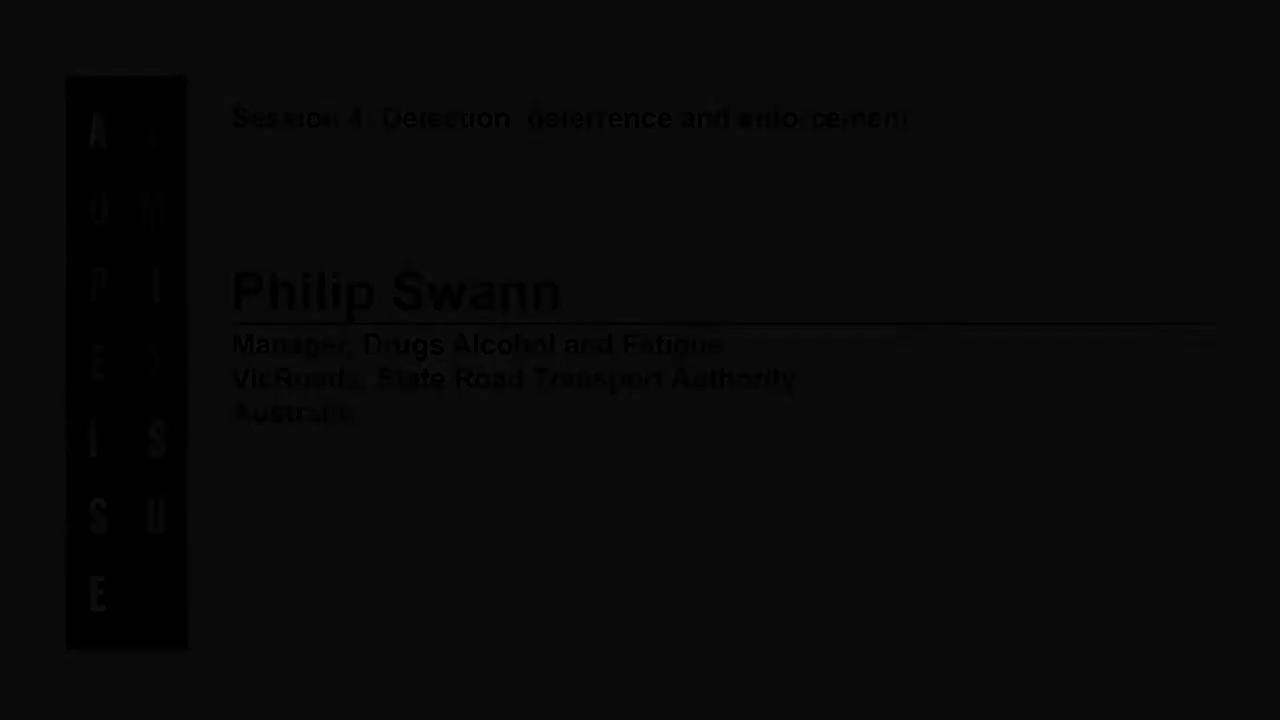 Session 4: Detection, deterrence and enforcement
Philip Swann
Manager, Drugs Alcohol and Fatigue
VicRoads, State Road Transport Authority
Australia
A
O M
P I
E
I S
S U
E